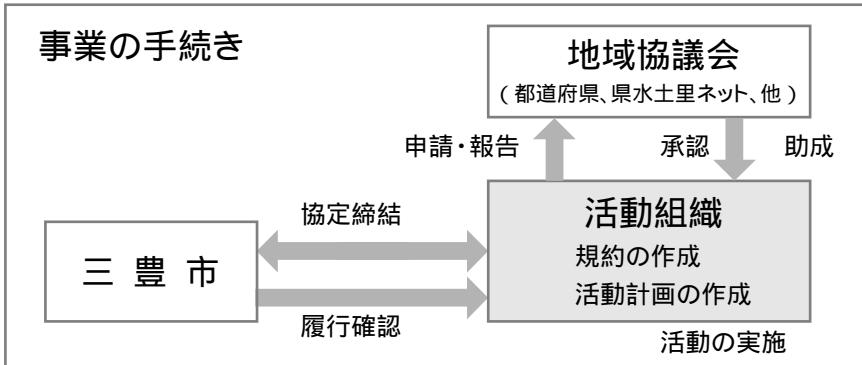 事業の手続き
地域協議会
（都道府県、県水土里ネット、他）
申請・報告
承認
助成
協定締結
活動組織
規約の作成
活動計画の作成
三豊市
履行確認
活動の実施